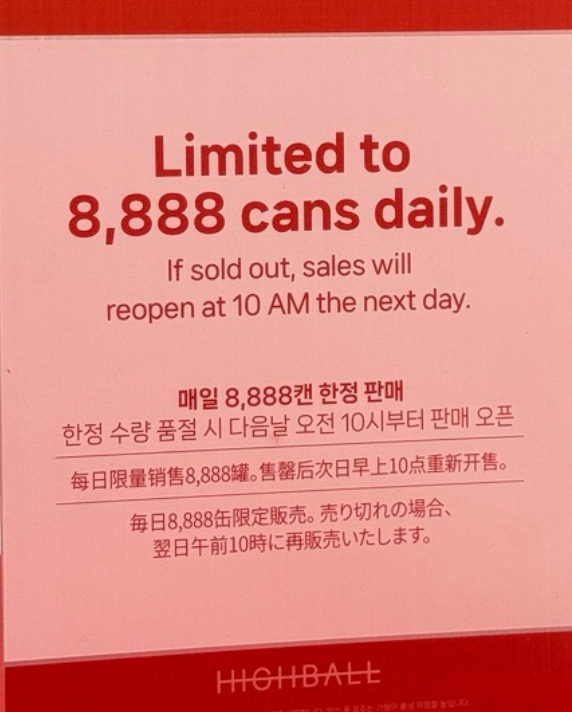 Limited to
8,888 cans daily.
If sold out, sales will
reopen at 10 AM the next day.
매일 8,888캔 한정 판매
한정 수량 품절 시 다음날 오전 10시부터 판매 오픈
每日限量销售8,888罐。售罄后次日早上10点重新开售。
毎日8,888缶限定販売。売り切れの場合、
翌日午前10時に再販売いたします。
HIGHBALL